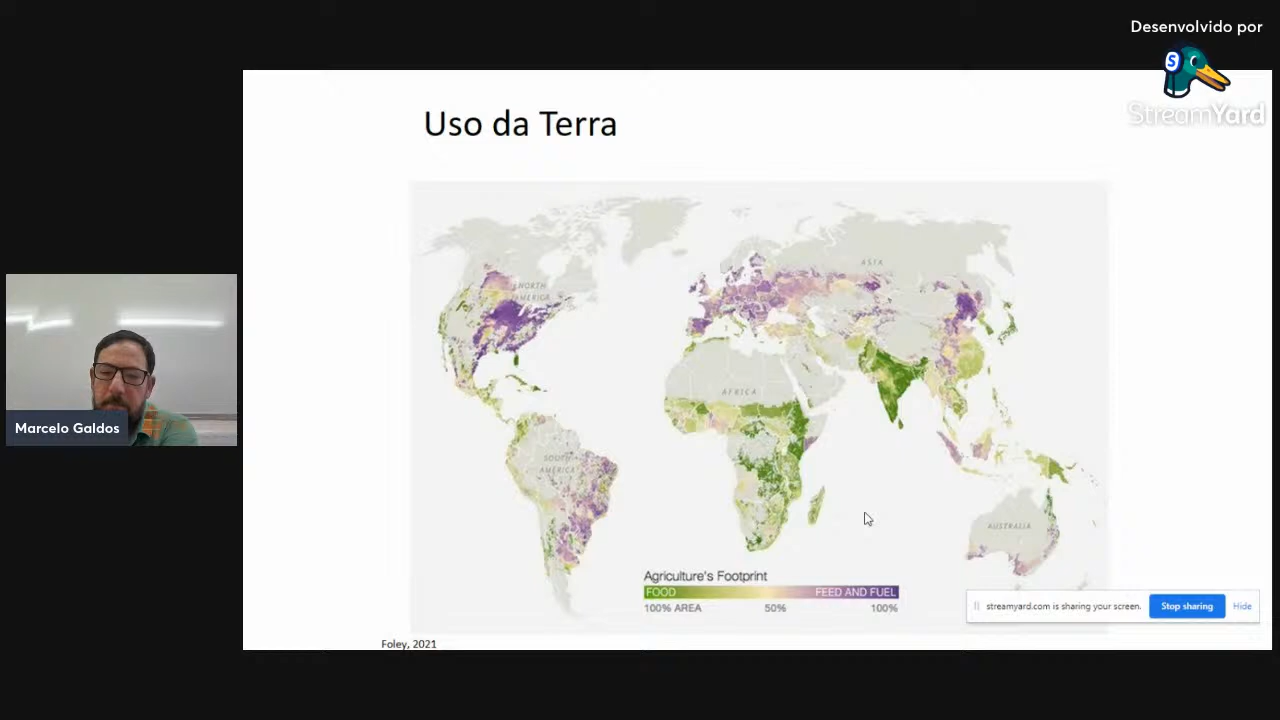 Desenvolvido por
S
StreamYard
Uso da Terra
NORTH
AMERICA
ASIA
AFRICA
SOUTH
AMERICA
AUSTRALIA
Marcelo Galdos
Agriculture's Footprint
FOOD FEED AND FUEL
100% AREA 50% 100%
streamyard.com is sharing your screen. Stop sharing Hide
Foley, 2021